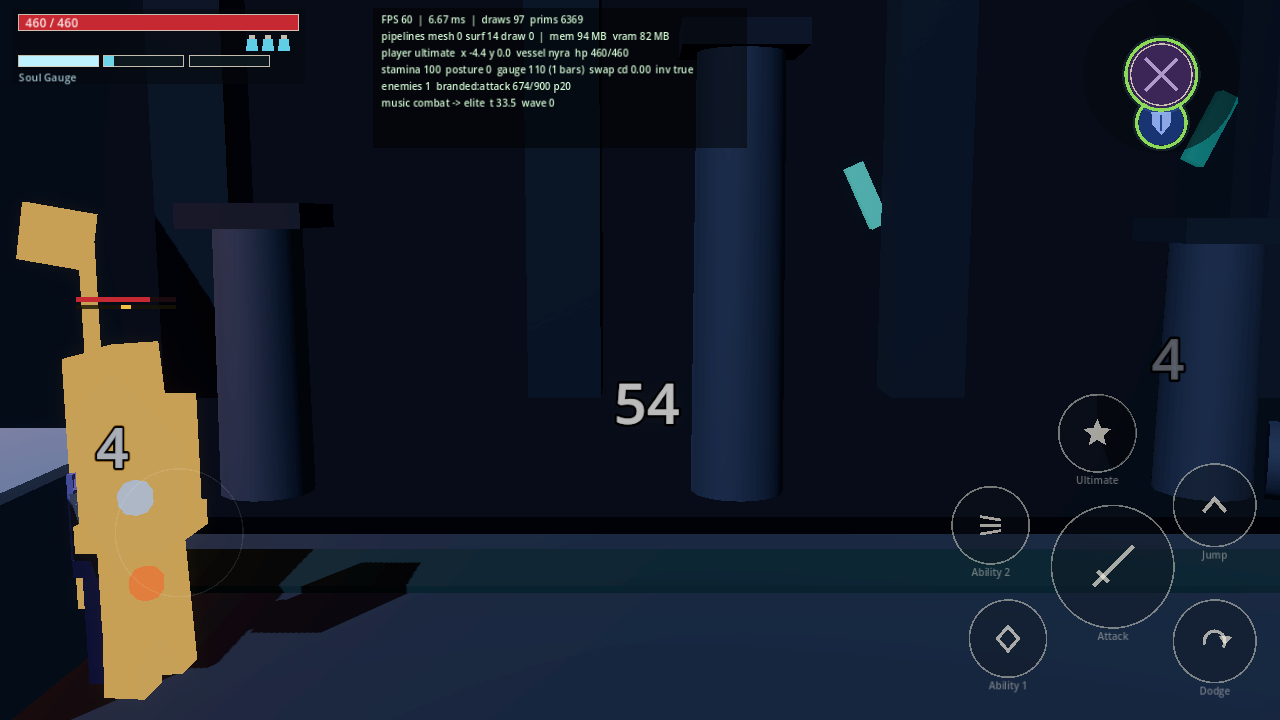 460 / 460
Soul Gauge
FPS 60 | 6.67 ms | draws 97 prims 6369
pipelines mesh 0 surf 14 draw 0 | mem 94 MB vram 82 MB
player ultimate x -4.4 y 0.0 vessel nyra hp 460/460
stamina 100 posture 0 gauge 110 (1 bars) swap cd 0.00 inv true
enemies 1 branded:attack 674/900 p20
music combat -> elite t 33.5 wave 0
4
54
4
Ultimate
Jump
Ability 2
Attack
Ability 1
Dodge